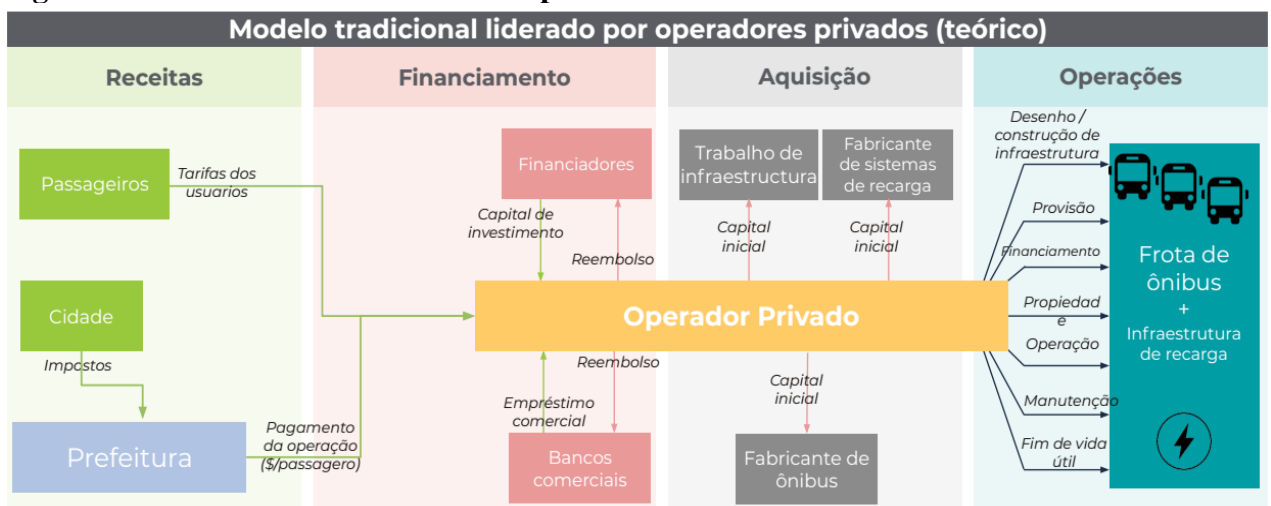 Modelo tradicional liderado por operadores privados (teórico)
Receitas
Financiamento
Aquisição
Operações
Passageiros
Tarifas dos
usuarios
Cidade
Impostos
Prefeitura
Pagamento
da operação
($/passagero)
Financiadores
Capital de
investimento
Reembolso
Operador Privado
Reembolso
Empréstimo
comercial
Bancos
comerciais
Trabalho de
infraestructura
Fabricante
de sistemas
de recarga
Capital
inicial
Capital
inicial
Capital
inicial
Fabricante de
ônibus
Desenho /
construção de
infraestrutura
Provisão
Financiamento
Propiedad
e
Operação
Manutenção
Fim de vida
útil
Frota de
ônibus
+
Infraestrutura
de recarga